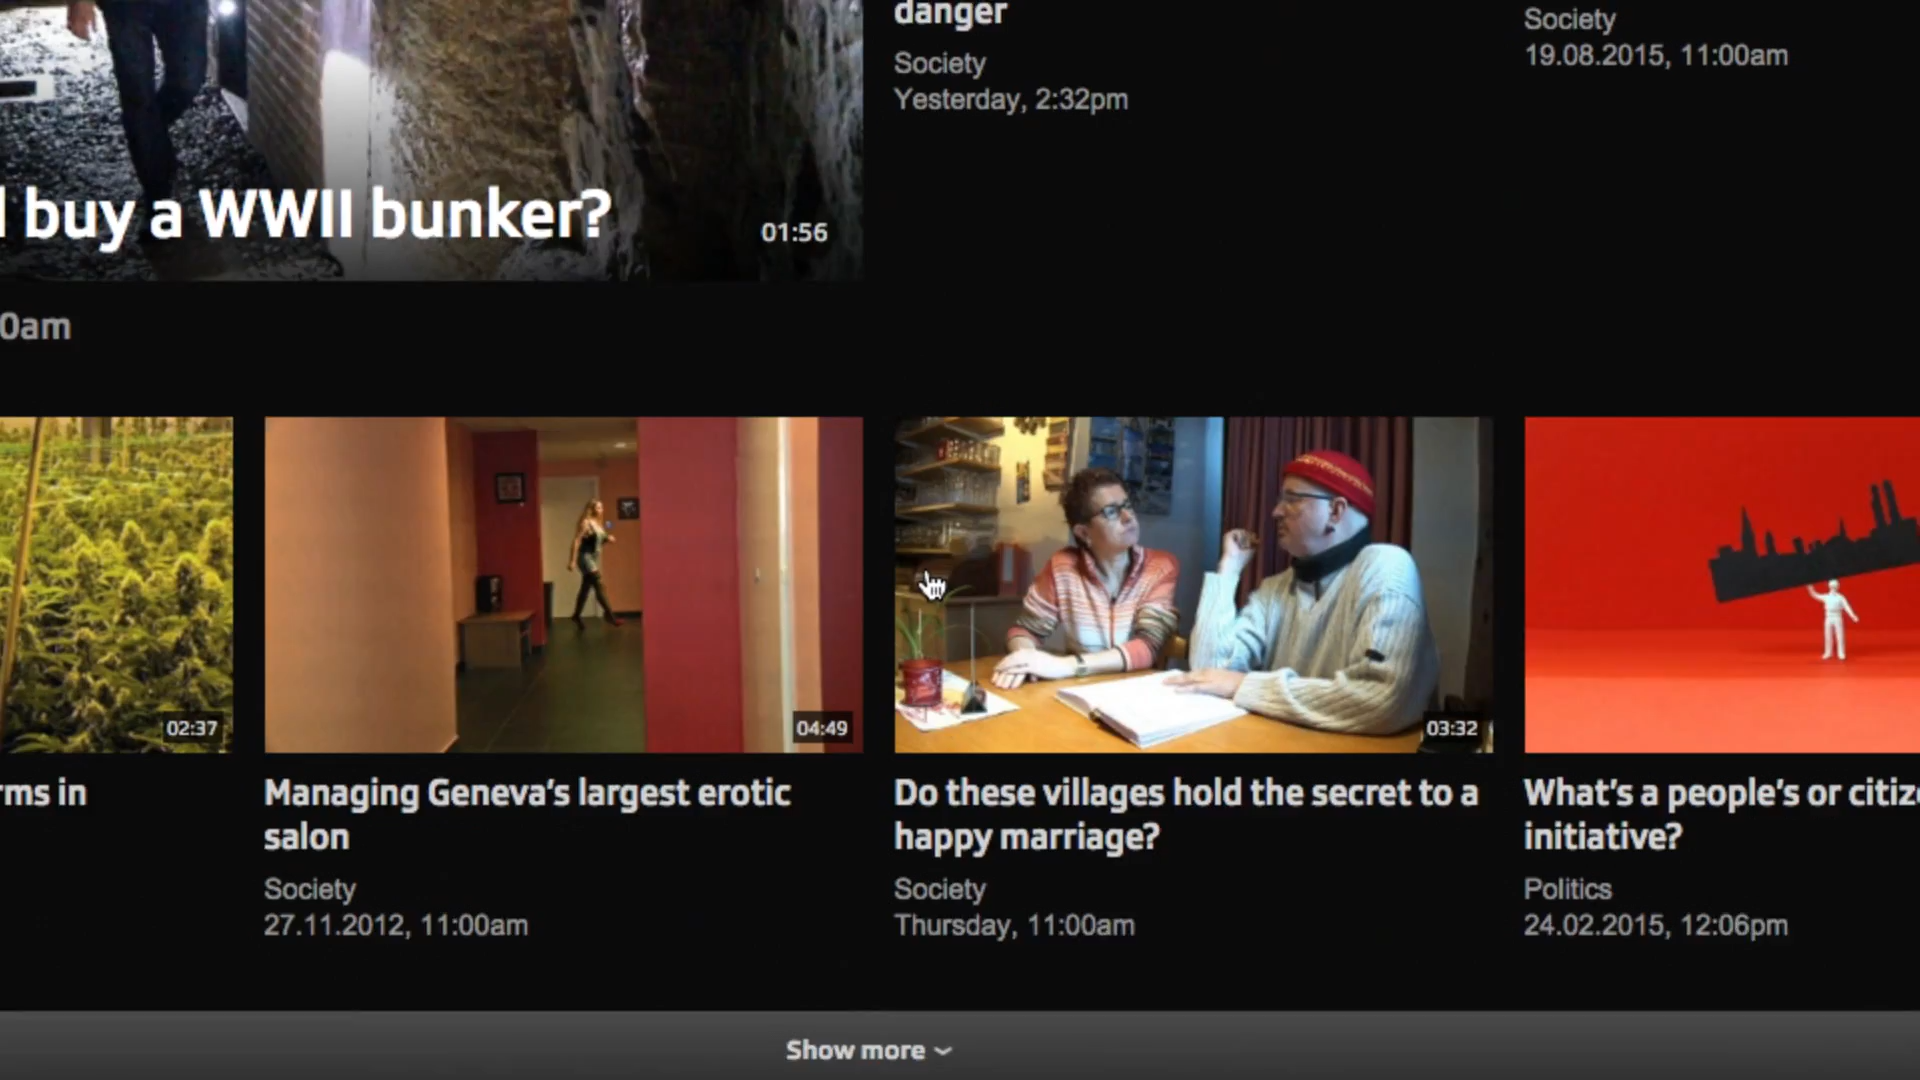 danger
Society
Yesterday, 2:32pm
Society
19.08.2015, 11:00am
buy a WWII bunker?
01:56
0am
02:37
04:49
03:32
rms in
Managing Geneva's largest erotic
salon
Society
27.11.2012, 11:00am
Do these villages hold the secret to a
happy marriage?
Society
Thursday, 11:00am
What's a people's or citiz
initiative?
Politics
24.02.2015, 12:06pm
Show more